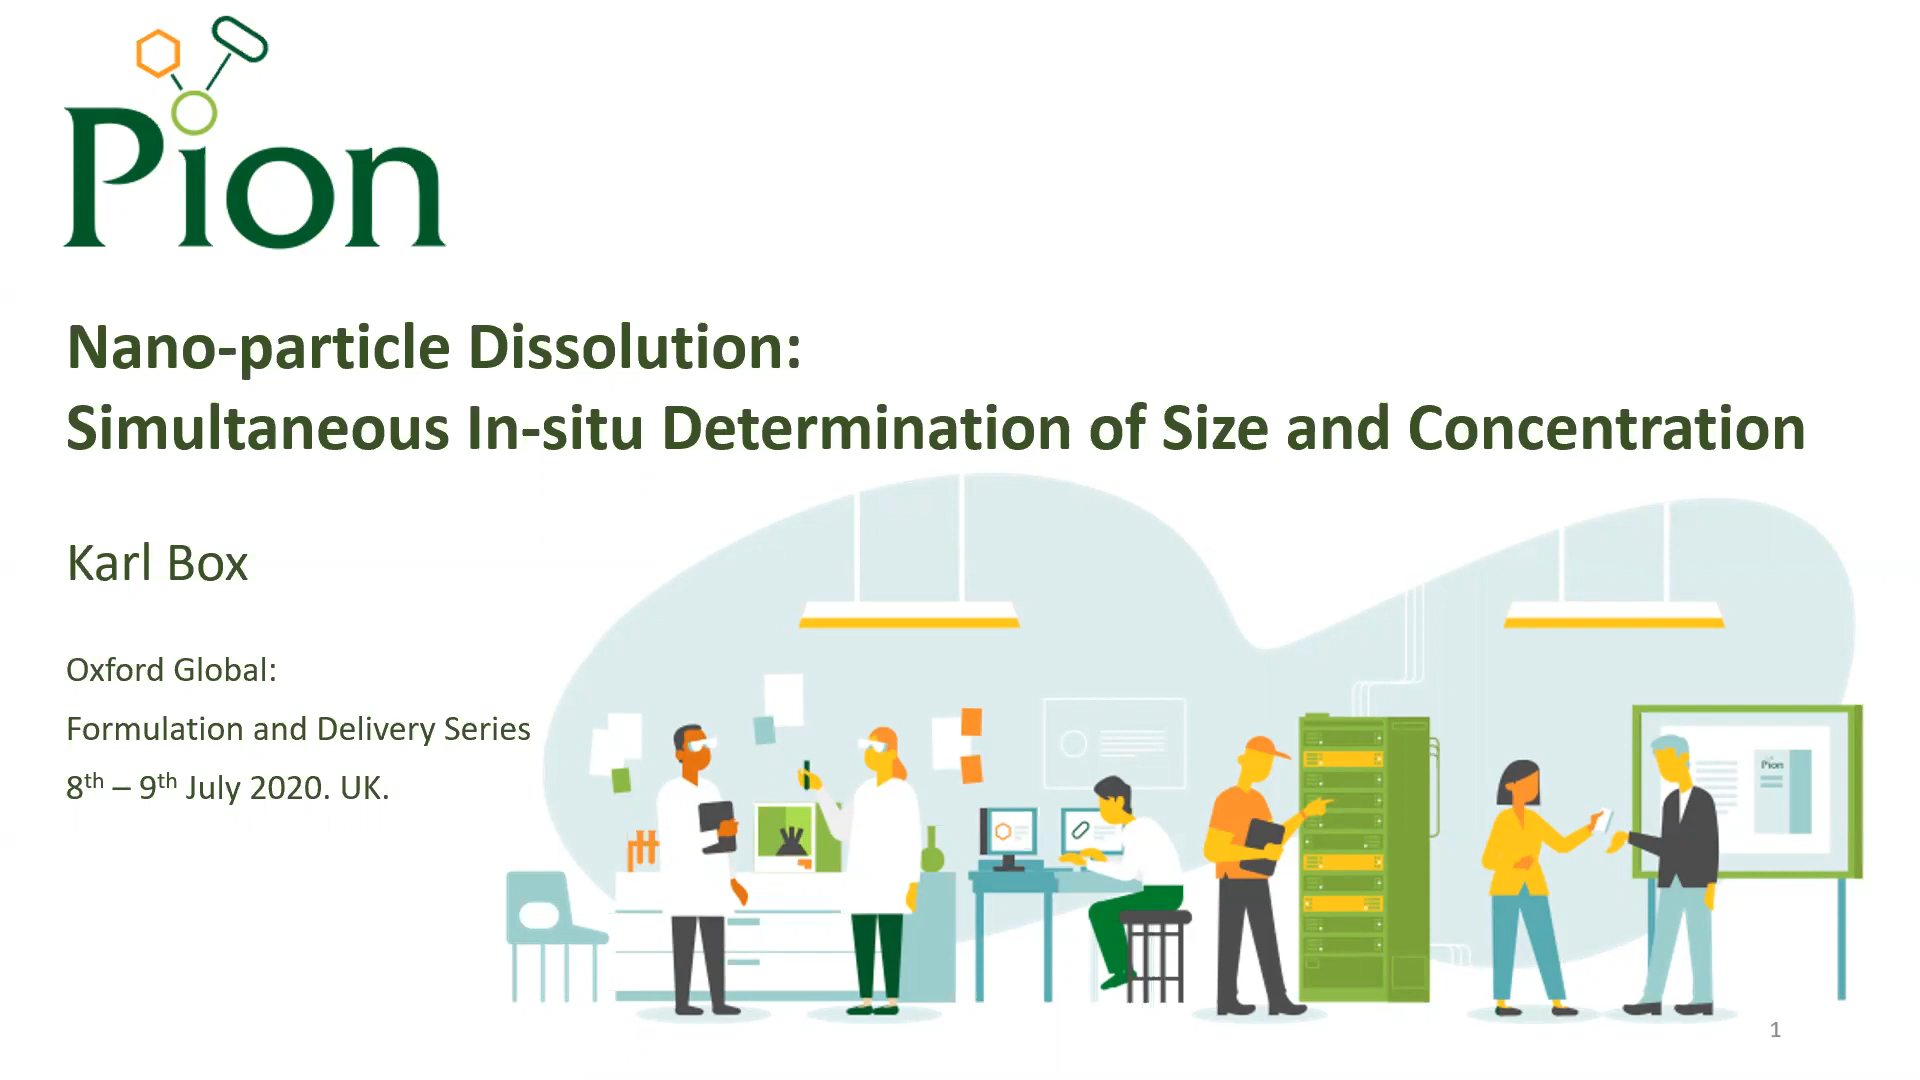 Pion
Nano-particle Dissolution:
Simultaneous In-situ Determination of Size and Concentration
Karl Box
Oxford Global:
Formulation and Delivery Series
8th – 9th July 2020. UK.
Pion
1